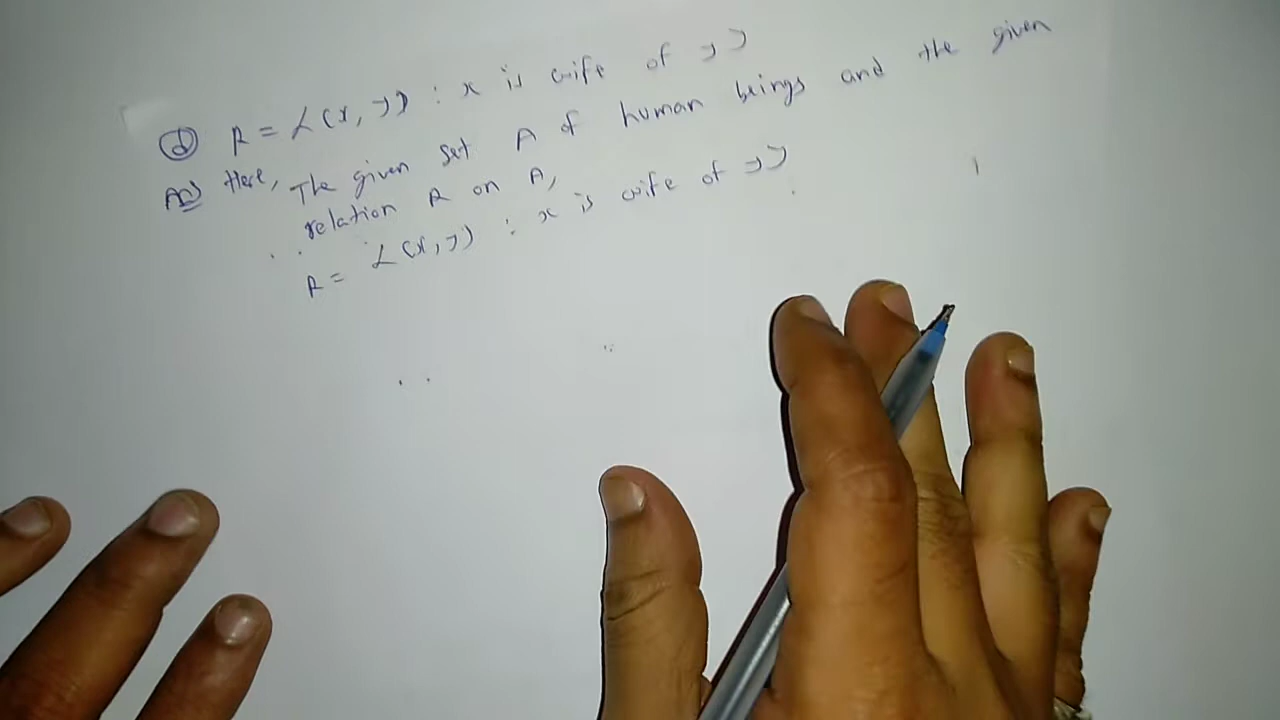 (d) R = {(x, y) : x is wife of y}
Ans Here, The given set A of human beings and the given
relation R on A,
R = {(x, y) : x is wife of y}